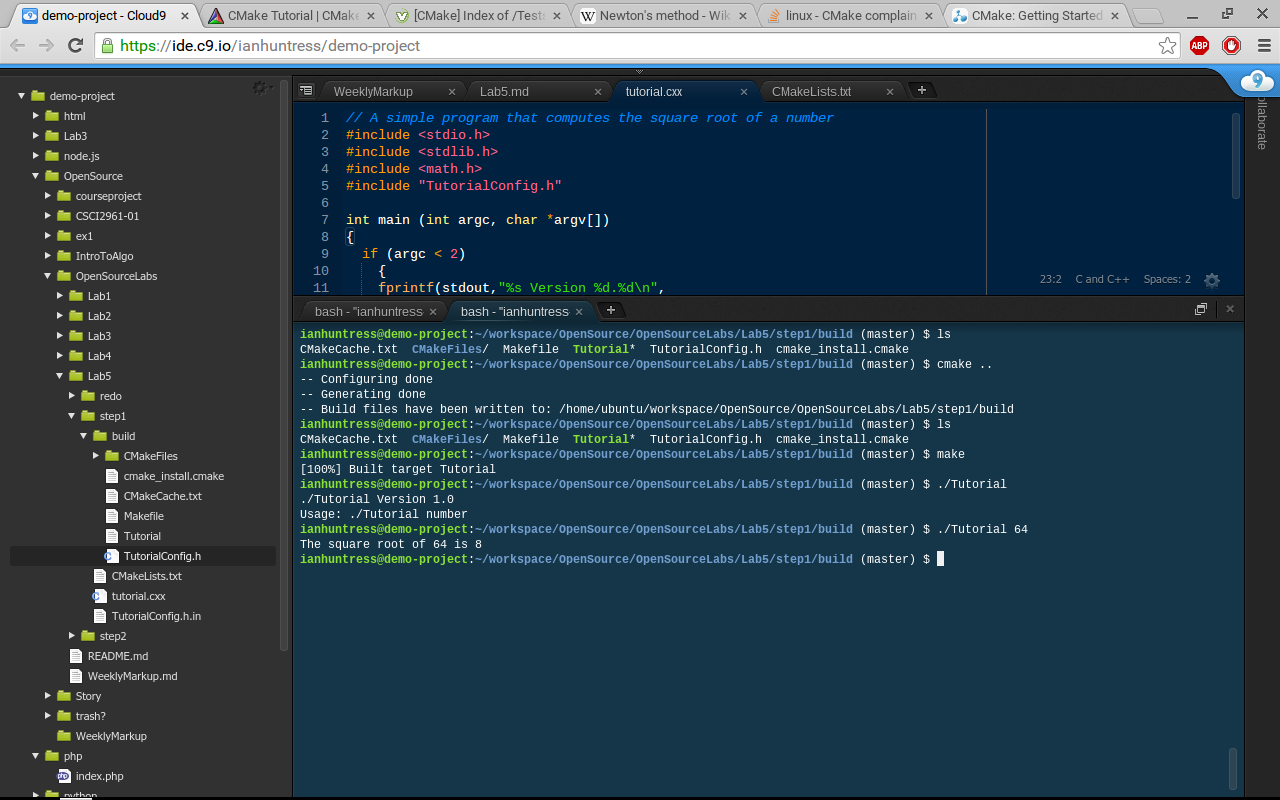 demo-project - Cloud9
CMake Tutorial | CMake
[CMake] Index of /Test
Newton's method - Wik
linux - CMake complain
CMake: Getting Started
https://ide.c9.io/ianhuntress/demo-project
ABP
9
demo-project
html
Lab3
node.js
OpenSource
courseproject
CSCI2961-01
ex1
IntroToAlgo
OpenSourceLabs
Lab1
Lab2
Lab3
Lab4
Lab5
redo
step1
build
CMakeFiles
cmake_install.cmake
CMakeCache.txt
Makefile
Tutorial
TutorialConfig.h
CMakeLists.txt
tutorial.cxx
TutorialConfig.h.in
step2
README.md
WeeklyMarkup.md
Story
trash?
WeeklyMarkup
php
index.php
python
WeeklyMarkup
Lab5.md
tutorial.cxx
CMakeLists.txt
1 // A simple program that computes the square root of a number
2 #include <stdio.h>
3 #include <stdlib.h>
4 #include <math.h>
5 #include "TutorialConfig.h"
6
7 int main (int argc, char *argv[])
8 {
9 if (argc < 2)
10 {
11 fprintf(stdout,"%s Version %d.%d\n",
23:2 C and C++ Spaces: 2
ollaborate
bash - "ianhuntress
bash - "ianhuntress
ianhuntress@demo-project:~/workspace/OpenSource/OpenSourceLabs/Lab5/step1/build (master) $ ls
CMakeCache.txt CMakeFiles/ Makefile Tutorial* TutorialConfig.h cmake_install.cmake
ianhuntress@demo-project:~/workspace/OpenSource/OpenSourceLabs/Lab5/step1/build (master) $ cmake ..
-- Configuring done
-- Generating done
-- Build files have been written to: /home/ubuntu/workspace/OpenSource/OpenSourceLabs/Lab5/step1/build
ianhuntress@demo-project:~/workspace/OpenSource/OpenSourceLabs/Lab5/step1/build (master) $ ls
CMakeCache.txt CMakeFiles/ Makefile Tutorial* TutorialConfig.h cmake_install.cmake
ianhuntress@demo-project:~/workspace/OpenSource/OpenSourceLabs/Lab5/step1/build (master) $ make
[100%] Built target Tutorial
ianhuntress@demo-project:~/workspace/OpenSource/OpenSourceLabs/Lab5/step1/build (master) $ ./Tutorial
./Tutorial Version 1.0
Usage: ./Tutorial number
ianhuntress@demo-project:~/workspace/OpenSource/OpenSourceLabs/Lab5/step1/build (master) $ ./Tutorial 64
The square root of 64 is 8
ianhuntress@demo-project:~/workspace/OpenSource/OpenSourceLabs/Lab5/step1/build (master) $